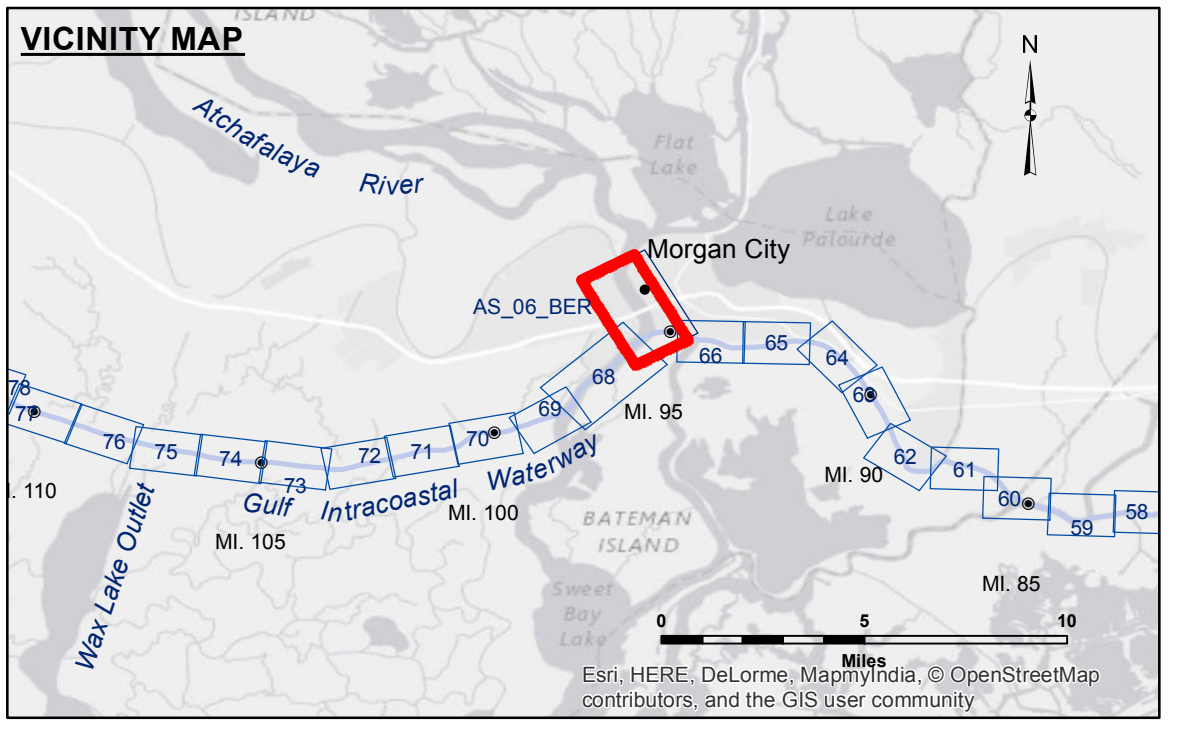 ISLAND
VICINITY MAP
N
Atchafalaya
River
Flat
Lake
Lake
Palourde
Morgan City
AS_06_BER
66
65
64
63
68
69
MI. 95
78
77
76
75
74
73
72
71
70
62
61
60
59
58
MI. 90
I. 110
Wax Lake Outlet
Gulf
Intracoastal
Waterway
MI. 105
MI. 100
BATEMAN
ISLAND
Sweet
Bay
Lake
MI. 85
0
5
10
Miles
Esri, HERE, DeLorme, MapmyIndia, © OpenStreetMap
contributors, and the GIS user community